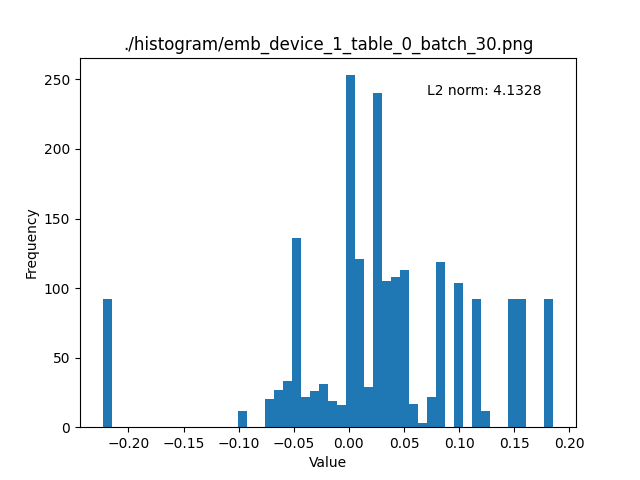 ./histogram/emb_device_1_table_0_batch_30.png
L2 norm: 4.1328
250
200
150
100
50
0
Frequency
−0.20 −0.15 −0.10 −0.05 0.00 0.05 0.10 0.15 0.20
Value